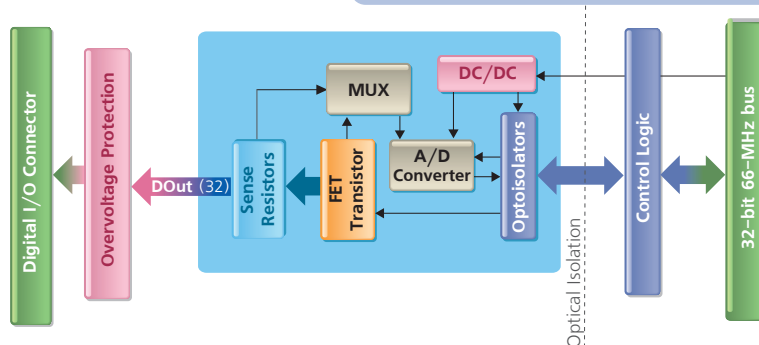 Digital I/O Connector
Overvoltage Protection
DOut (32)
Sense
Resistors
FET
Transistor
MUX
A/D
Converter
DC/DC
Optoisolators
Optical Isolation
Control Logic
32-bit 66-MHz bus